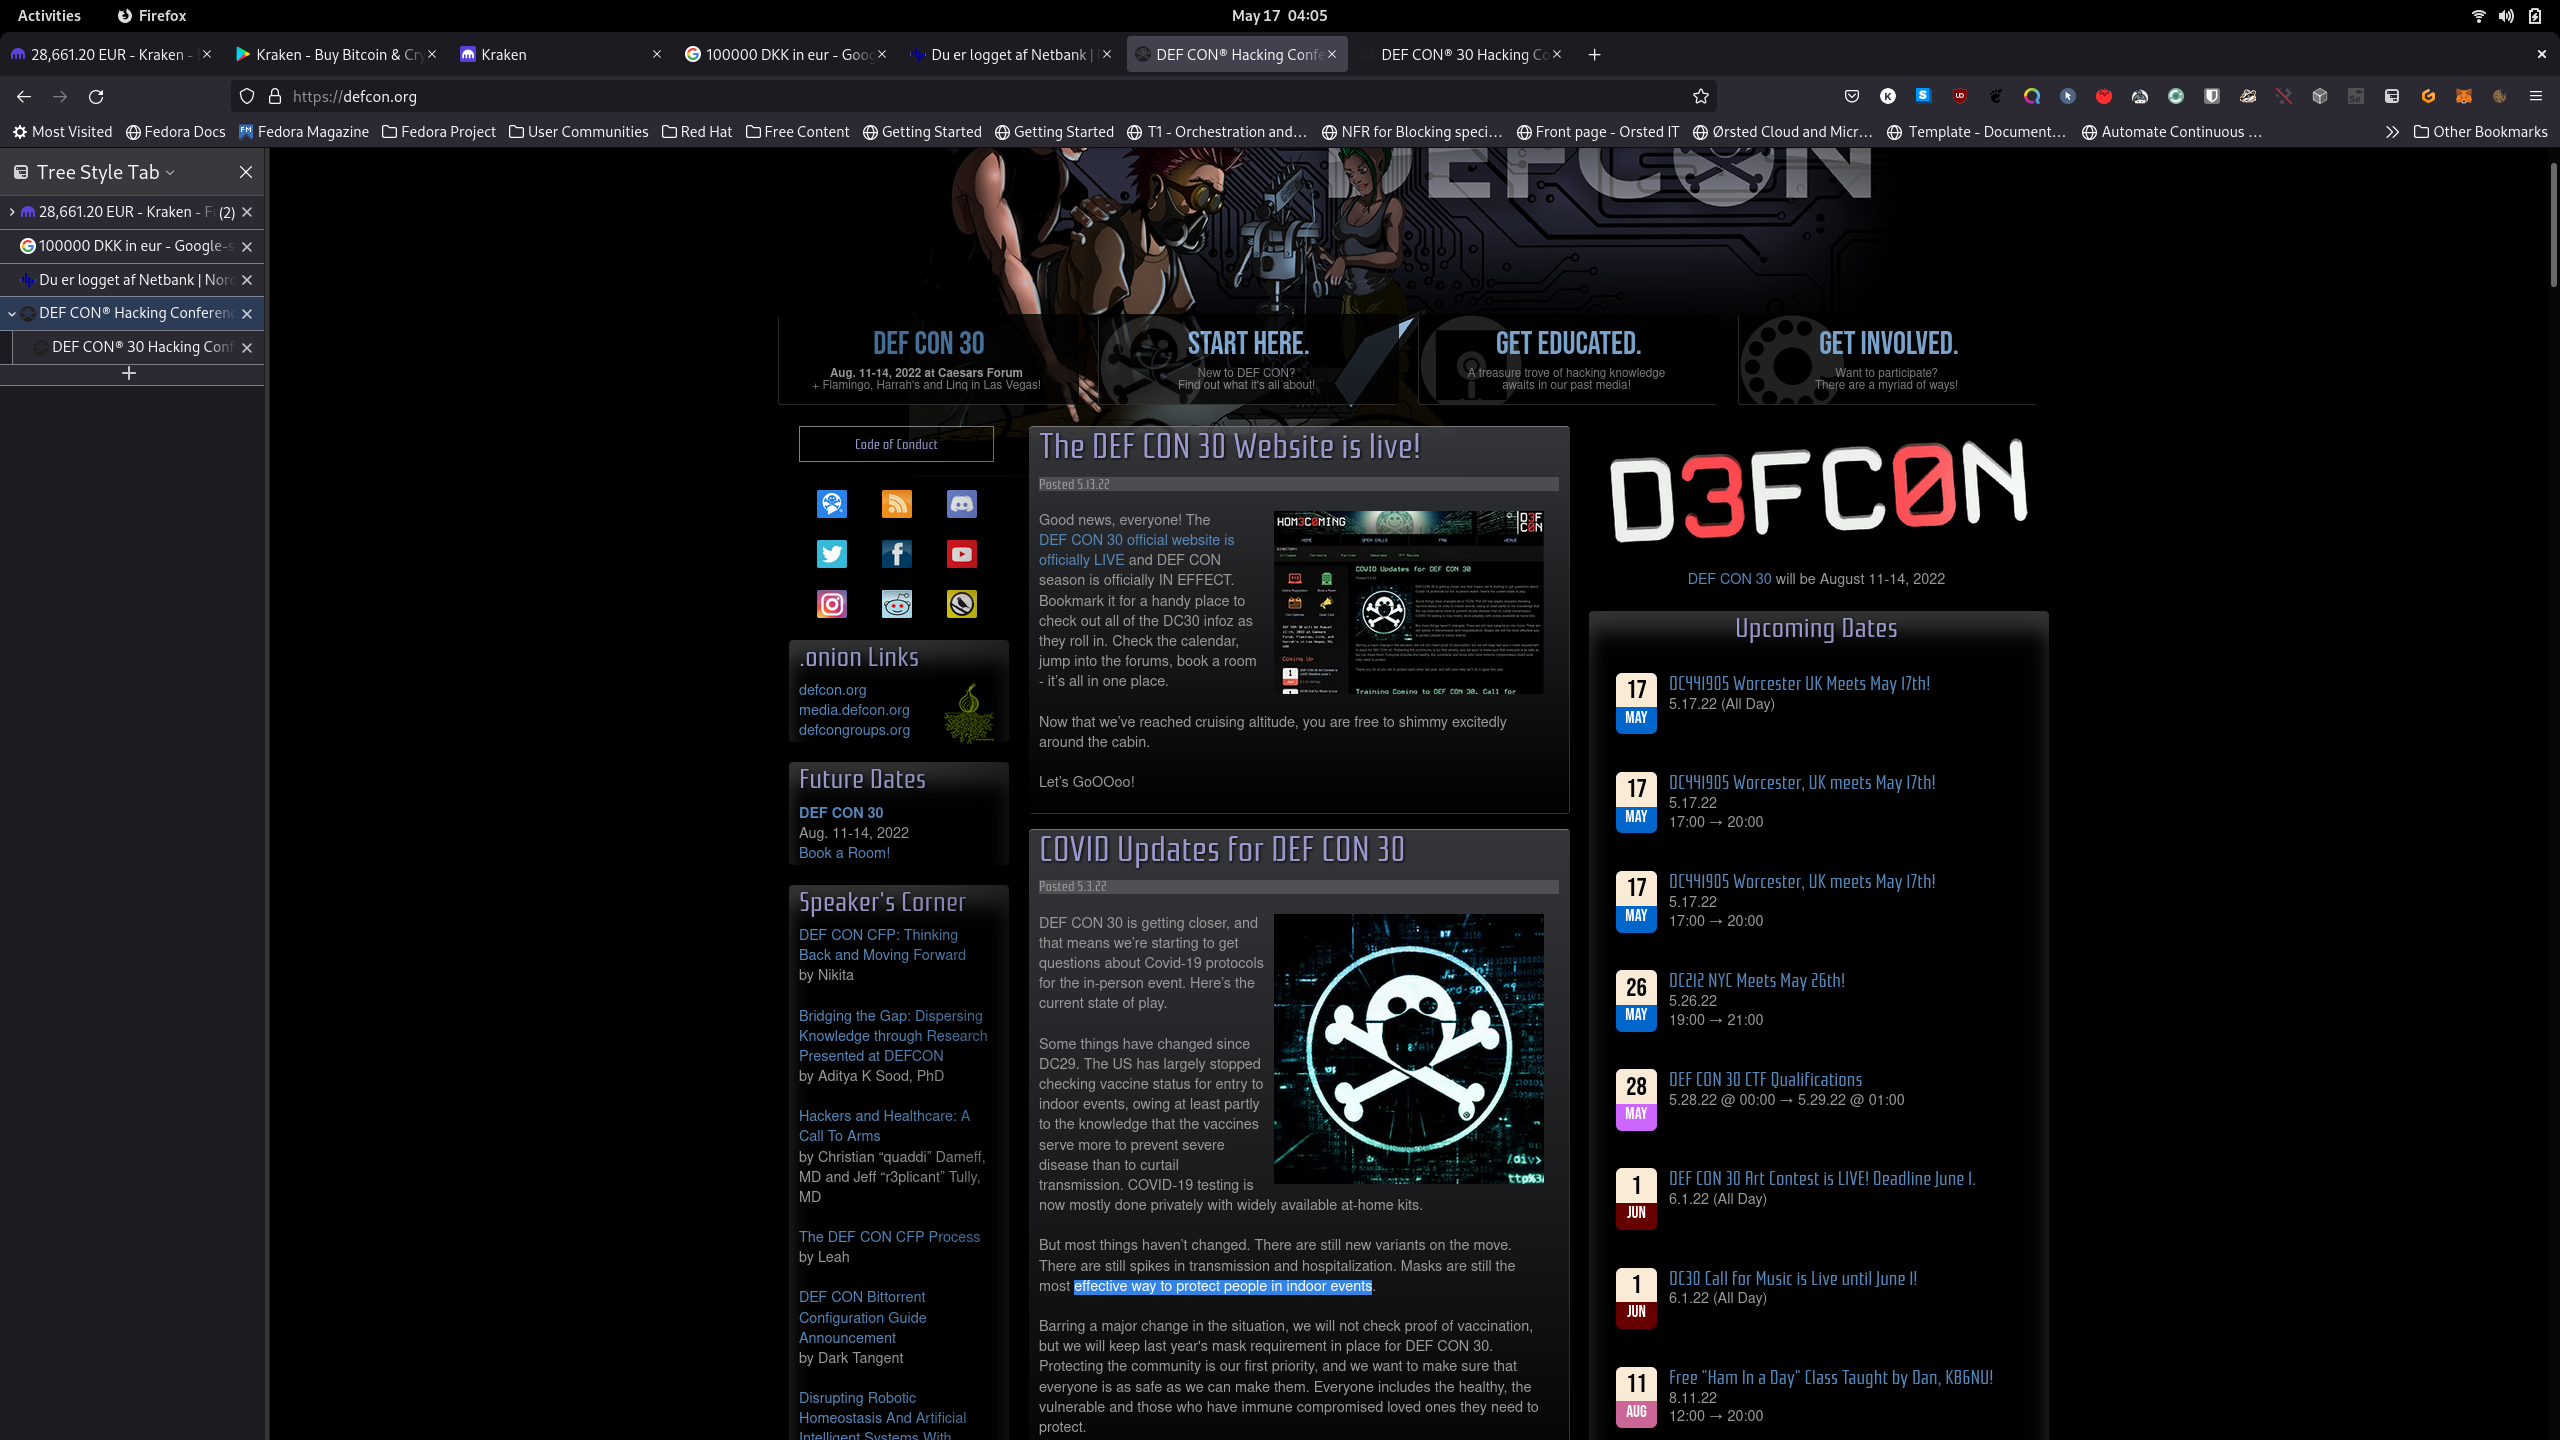 Activities
Firefox
May 17 04:05
28,661.20 EUR - Kraken -
Kraken - Buy Bitcoin & Cry
Kraken
100000 DKK in eur - Goog
Du er logget af Netbank |
DEF CON® Hacking Confe
DEF CON® 30 Hacking Co
https://defcon.org
Most Visited
Fedora Docs
Fedora Magazine
Fedora Project
User Communities
Red Hat
Free Content
Getting Started
Getting Started
T1 - Orchestration and...
NFR for Blocking speci...
Front page - Orsted IT
Ørsted Cloud and Micr...
Template - Document...
Automate Continuous ...
Other Bookmarks
Tree Style Tab
28,661.20 EUR - Kraken - Fu (2)
100000 DKK in eur - Google-s
Du er logget af Netbank | Nord
DEF CON® Hacking Conferenc
DEF CON® 30 Hacking Conf
DEFCON
DEF CON 30
Aug. 11-14, 2022 at Caesars Forum
+ Flamingo, Harrah's and Linq in Las Vegas!
START HERE.
New to DEF CON?
Find out what it's all about!
GET EDUCATED.
A treasure trove of hacking knowledge
awaits in our past media!
GET INVOLVED.
Want to participate?
There are a myriad of ways!
Code of Conduct
.onion Links
defcon.org
media.defcon.org
defcongroups.org
Future Dates
DEF CON 30
Aug. 11-14, 2022
Book a Room!
Speaker's Corner
DEF CON CFP: Thinking
Back and Moving Forward
by Nikita
Bridging the Gap: Dispersing
Knowledge through Research
Presented at DEFCON
by Aditya K Sood, PhD
Hackers and Healthcare: A
Call To Arms
by Christian “quaddi” Dameff,
MD and Jeff “r3plicant” Tully,
MD
The DEF CON CFP Process
by Leah
DEF CON Bittorrent
Configuration Guide
Announcement
by Dark Tangent
Disrupting Robotic
Homeostasis And Artificial
Intelligent Systems With
The DEF CON 30 Website is live!
Posted 5.13.22
Good news, everyone! The
DEF CON 30 official website is
officially LIVE and DEF CON
season is officially IN EFFECT.
Bookmark it for a handy place to
check out all of the DC30 infoz as
they roll in. Check the calendar,
jump into the forums, book a room
- it’s all in one place.
HOM3COMING
D3F
C0N
HOME
OPEN CALLS
FAQ
VENUE
COVID Updates for DEF CON 30
Coming Up
Training Coming to DEF CON 30, Call for
Now that we’ve reached cruising altitude, you are free to shimmy excitedly
around the cabin.
Let’s GoOOoo!
COVID Updates for DEF CON 30
Posted 5.3.22
DEF CON 30 is getting closer, and
that means we’re starting to get
questions about Covid-19 protocols
for the in-person event. Here’s the
current state of play.
Some things have changed since
DC29. The US has largely stopped
checking vaccine status for entry to
indoor events, owing at least partly
to the knowledge that the vaccines
serve more to prevent severe
disease than to curtail
transmission. COVID-19 testing is
now mostly done privately with widely available at-home kits.
/div>
But most things haven’t changed. There are still new variants on the move.
There are still spikes in transmission and hospitalization. Masks are still the
most effective way to protect people in indoor events.
Barring a major change in the situation, we will not check proof of vaccination,
but we will keep last year's mask requirement in place for DEF CON 30.
Protecting the community is our first priority, and we want to make sure that
everyone is as safe as we can make them. Everyone includes the healthy, the
vulnerable and those who have immune compromised loved ones they need to
protect.
D3FC0N
DEF CON 30 will be August 11-14, 2022
Upcoming Dates
17
MAY
DC441905 Worcester UK Meets May 17th!
5.17.22 (All Day)
17
MAY
DC441905 Worcester, UK meets May 17th!
5.17.22
17:00 → 20:00
17
MAY
DC441905 Worcester, UK meets May 17th!
5.17.22
17:00 → 20:00
26
MAY
DC212 NYC Meets May 26th!
5.26.22
19:00 → 21:00
28
MAY
DEF CON 30 CTF Qualifications
5.28.22 @ 00:00 → 5.29.22 @ 01:00
1
JUN
DEF CON 30 Art Contest is LIVE! Deadline June 1.
6.1.22 (All Day)
1
JUN
DC30 Call for Music is Live until June 1!
6.1.22 (All Day)
11
AUG
Free "Ham In a Day" Class Taught by Dan, KB6NU!
8.11.22
12:00 → 20:00